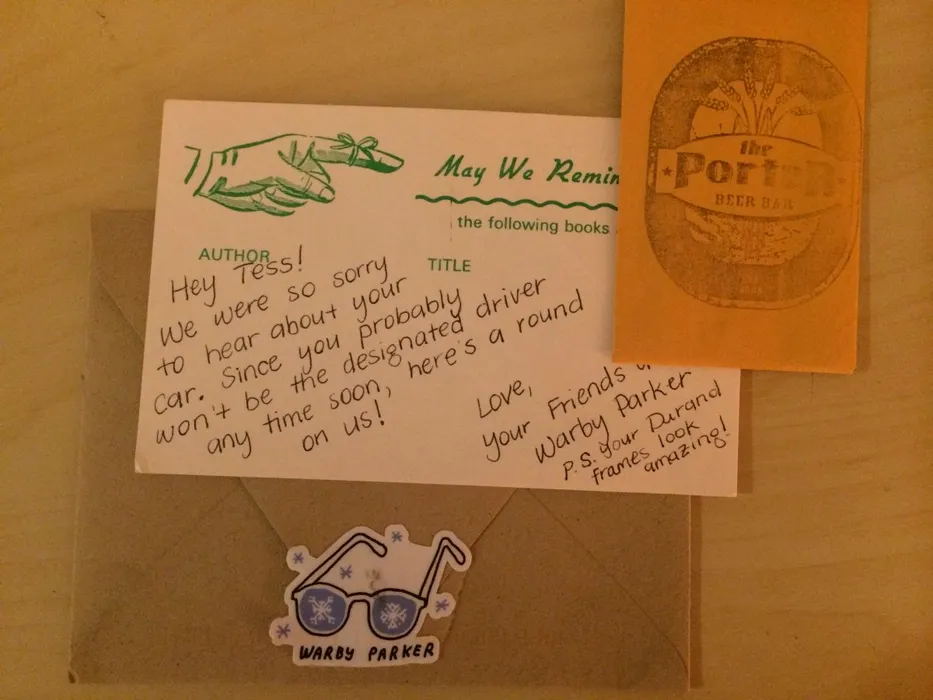 May We Remin
the following books
AUTHOR
TITLE
Hey Tess!
We were so sorry
to hear about your
car. Since you probably
won't be the designated driver
any time soon, here's a round
on us!
Love,
your Friends
Warby Parker
P.S. your Durand
frames look
amazing!
the
Porter
BEER BAR
WARBY PARKER